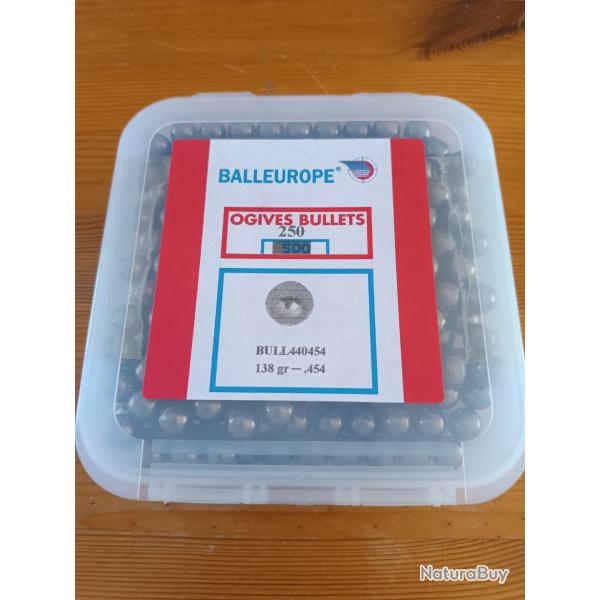 BALLEUROPE®
OGIVES BULLETS
250
500
BULL440454
138 gr – .454
NaturaBuy